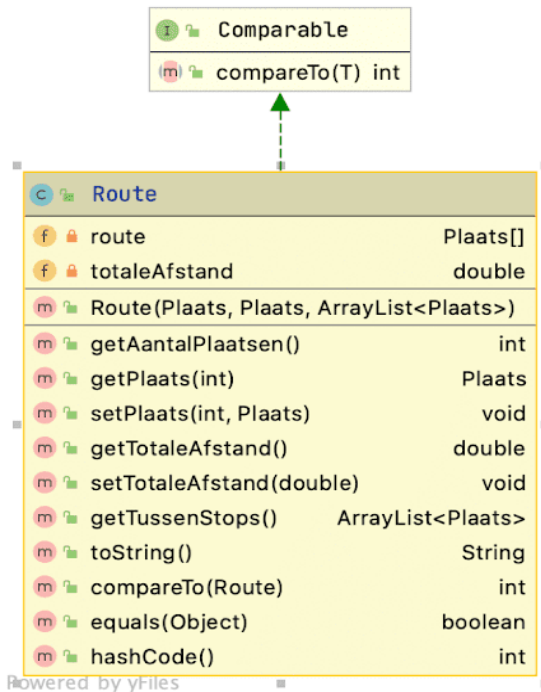 I Comparable
m compareTo(T) int
C Route
f route Plaats[]
f totaleAfstand double
m Route(Plaats, Plaats, ArrayList<Plaats>)
m getAantalPlaatsen() int
m getPlaats(int) Plaats
m setPlaats(int, Plaats) void
m getTotaleAfstand() double
m setTotaleAfstand(double) void
m getTussenStops() ArrayList<Plaats>
m toString() String
m compareTo(Route) int
m equals(Object) boolean
m hashCode() int
Powered by yFiles